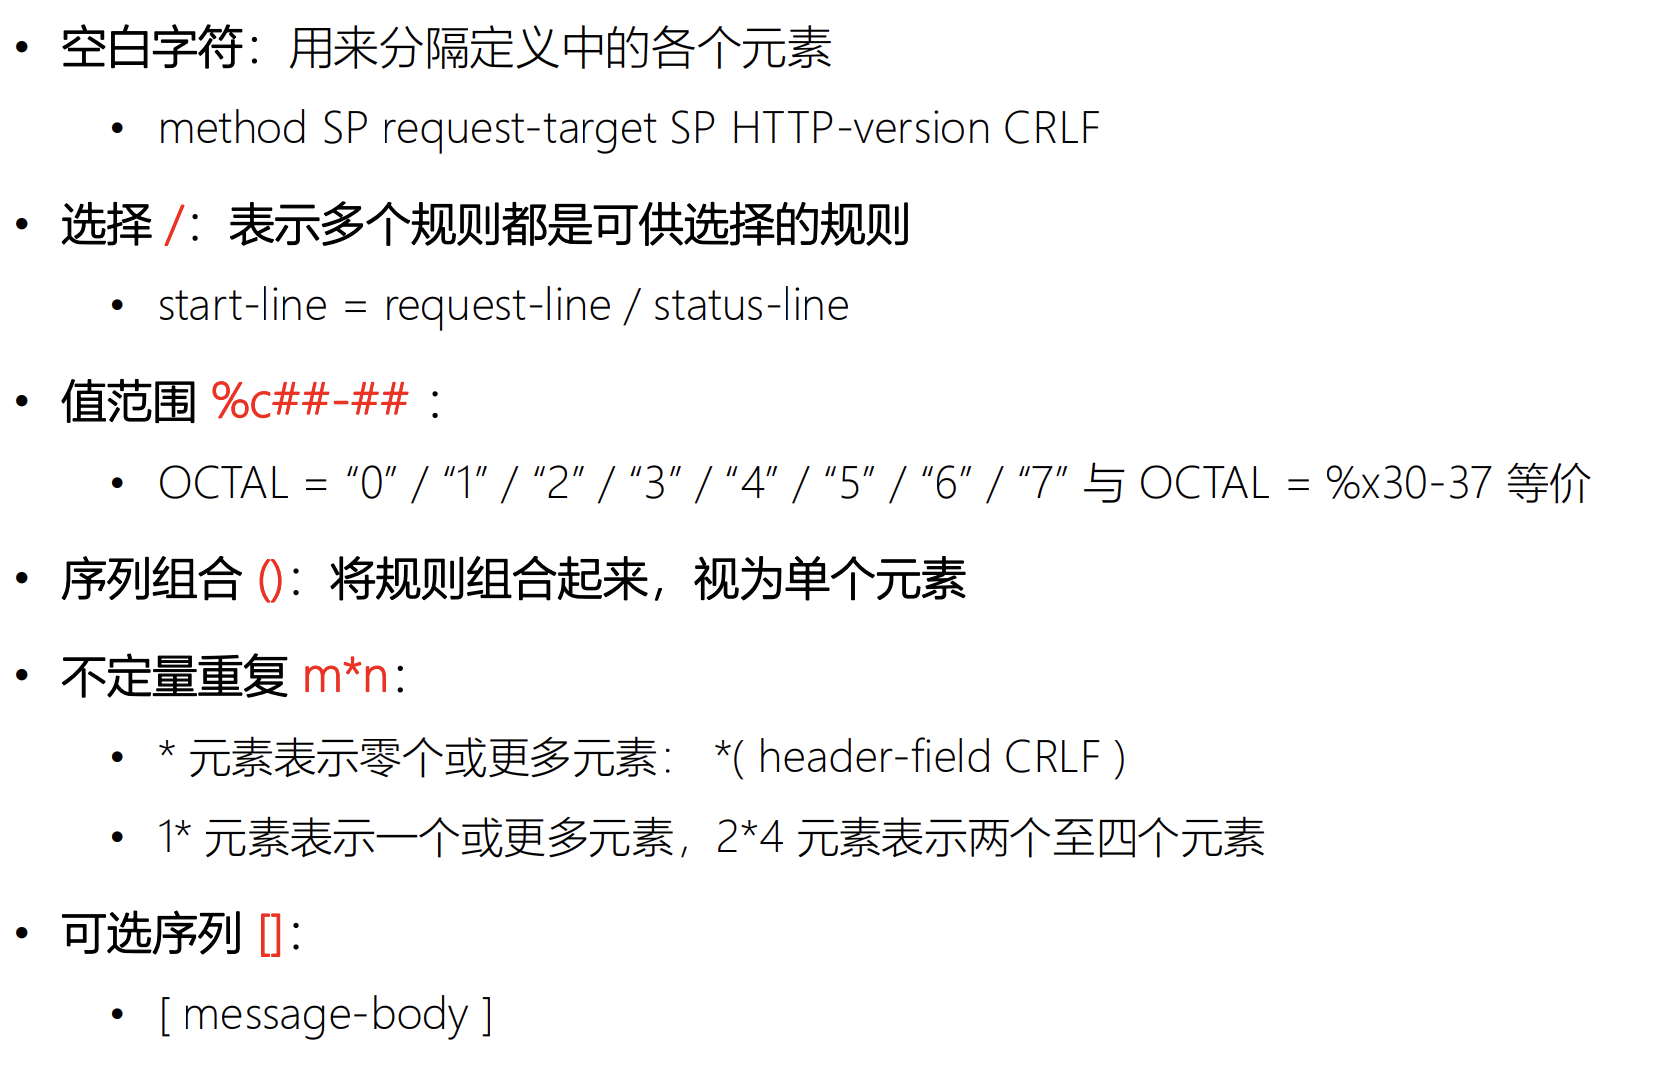 • 空白字符：用来分隔定义中的各个元素
• method SP request-target SP HTTP-version CRLF
• 选择 /：表示多个规则都是可供选择的规则
• start-line = request-line / status-line
• 值范围 %c##-## ：
• OCTAL = “0” / “1” / “2” / “3” / “4” / “5” / “6” / “7” 与 OCTAL = %x30-37 等价
• 序列组合 ()：将规则组合起来，视为单个元素
• 不定量重复 m*n：
• * 元素表示零个或更多元素： *( header-field CRLF )
• 1* 元素表示一个或更多元素，2*4 元素表示两个至四个元素
• 可选序列 []：
• [ message-body ]